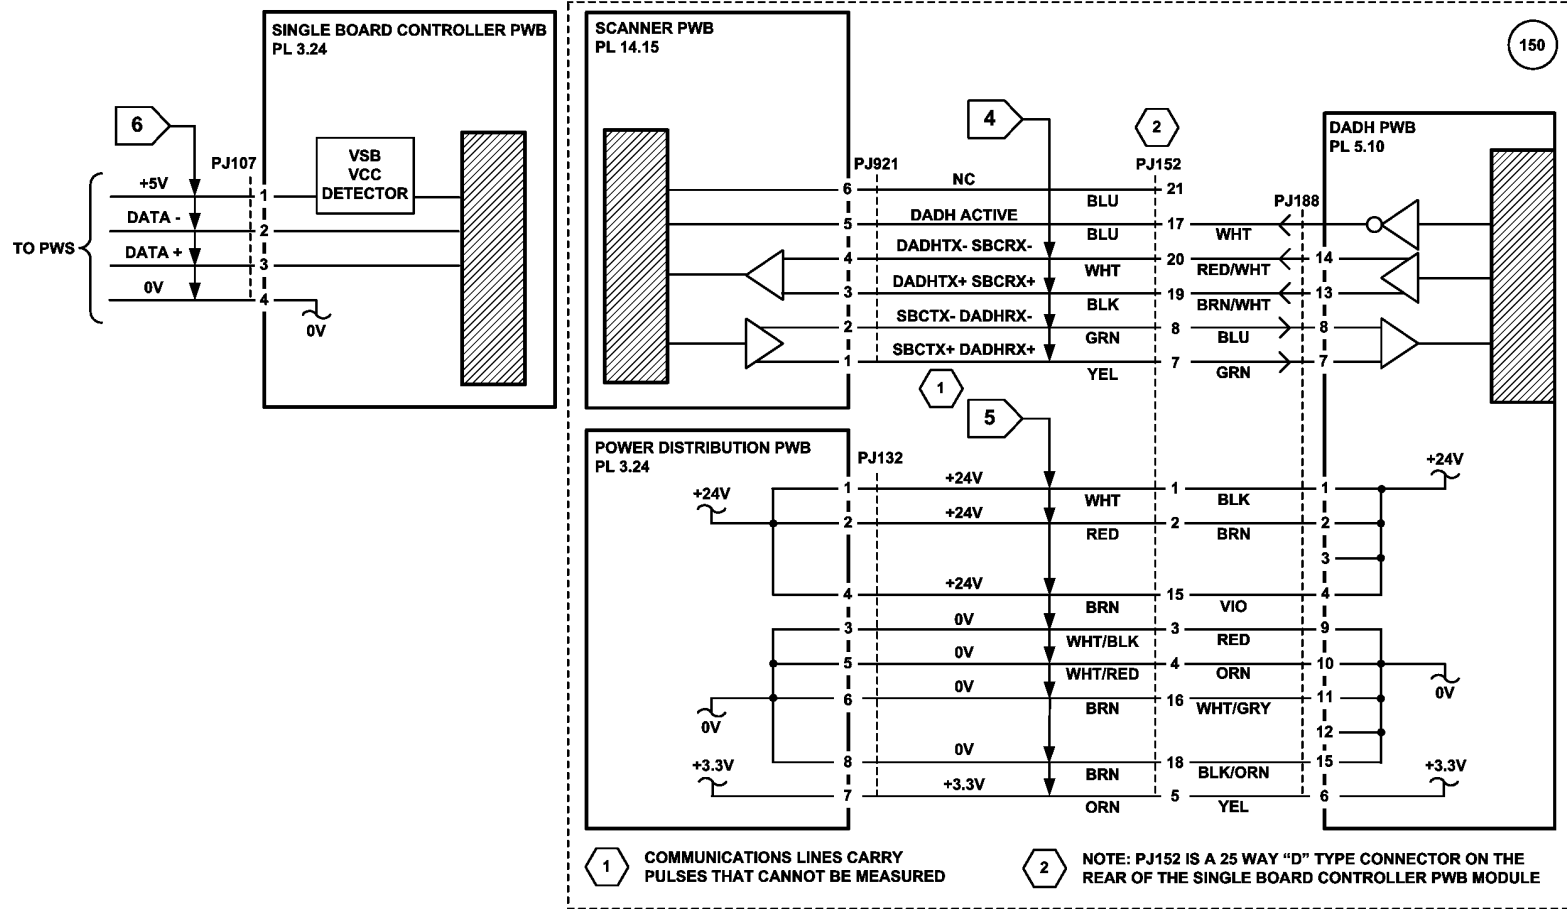 SINGLE BOARD CONTROLLER PWB
PL 3.24
6
PJ107
VSB
VCC
DETECTOR
+5V
1
DATA -
2
TO PWS
DATA +
3
0V
4
0V
SCANNER PWB
PL 14.15
150
4
2
DADH PWB
PL 5.10
PJ921
PJ152
PJ188
6
NC
21
BLU
5
DADH ACTIVE
17
BLU
WHT
4
DADHTX- SBCRX-
20
14
WHT
RED/WHT
3
DADHTX+ SBCRX+
19
13
BLK
BRN/WHT
2
SBCTX- DADHRX-
8
8
GRN
BLU
1
SBCTX+ DADHRX+
7
7
YEL
GRN
1
5
POWER DISTRIBUTION PWB
PL 3.24
PJ132
+24V
+24V
1
+24V
1
1
WHT
BLK
2
+24V
2
2
RED
BRN
3
4
+24V
15
4
BRN
VIO
3
0V
3
9
WHT/BLK
RED
5
0V
4
10
WHT/RED
ORN
0V
6
0V
16
11
BRN
WHT/GRY
0V
12
8
0V
18
15
BRN
BLK/ORN
+3.3V
7
+3.3V
5
6
+3.3V
ORN
YEL
1
COMMUNICATIONS LINES CARRY
PULSES THAT CANNOT BE MEASURED
2
NOTE: PJ152 IS A 25 WAY “D” TYPE CONNECTOR ON THE
REAR OF THE SINGLE BOARD CONTROLLER PWB MODULE